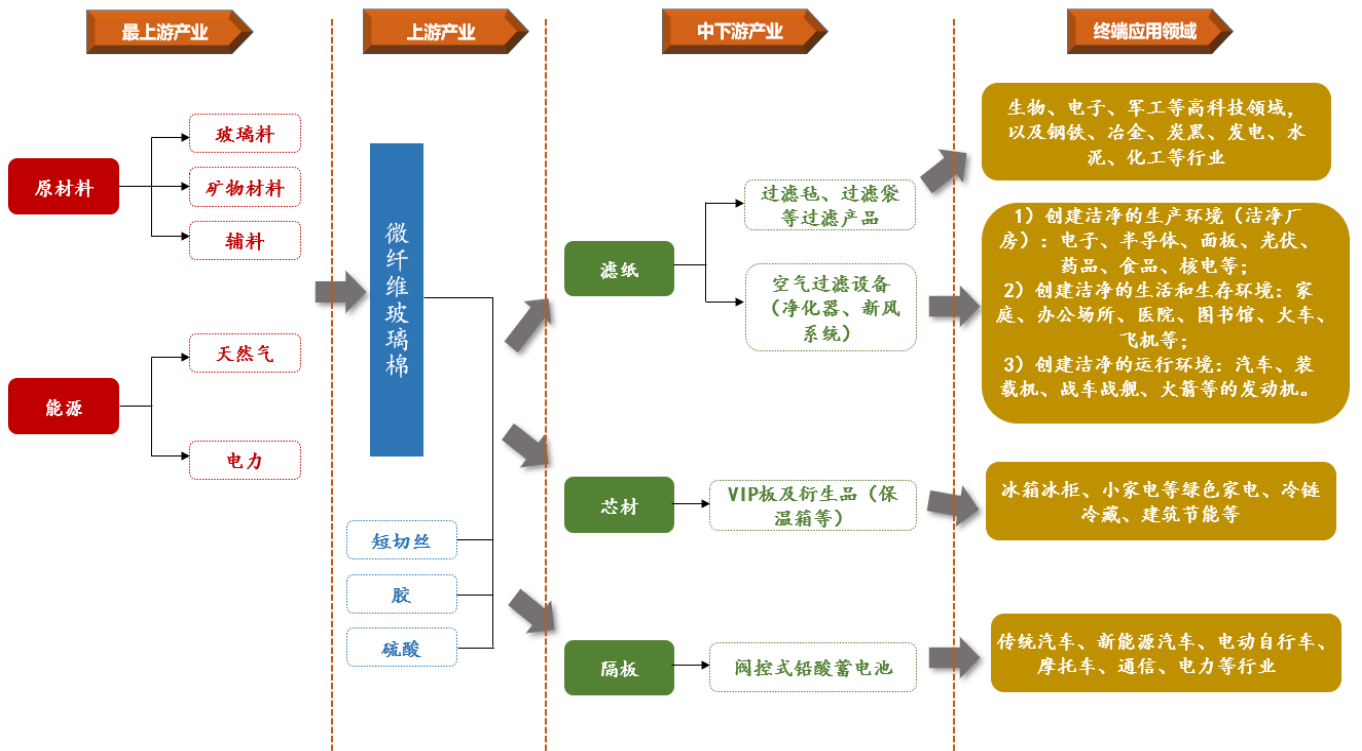 最上游产业
上游产业
中下游产业
终端应用领域
原材料
玻璃料
矿物材料
辅料
能源
天然气
电力
微纤维玻璃棉
短切丝
胶
硫酸
滤纸
过滤毡、过滤袋
等过滤产品
空气过滤设备
（净化器、新风
系统）
芯材
VIP板及衍生品（保
温箱等）
隔板
阀控式铅酸蓄电池
生物、电子、军工等高科技领域，
以及钢铁、冶金、炭黑、发电、水
泥、化工等行业
1）创建洁净的生产环境（洁净厂
房）：电子、半导体、面板、光伏、
药品、食品、核电等；
2）创建洁净的生活和生存环境：家
庭、办公场所、医院、图书馆、火车、
飞机等；
3）创建洁净的运行环境：汽车、装
载机、战车战舰、火箭等的发动机。
冰箱冰柜、小家电等绿色家电、冷链
冷藏、建筑节能等
传统汽车、新能源汽车、电动自行车、
摩托车、通信、电力等行业